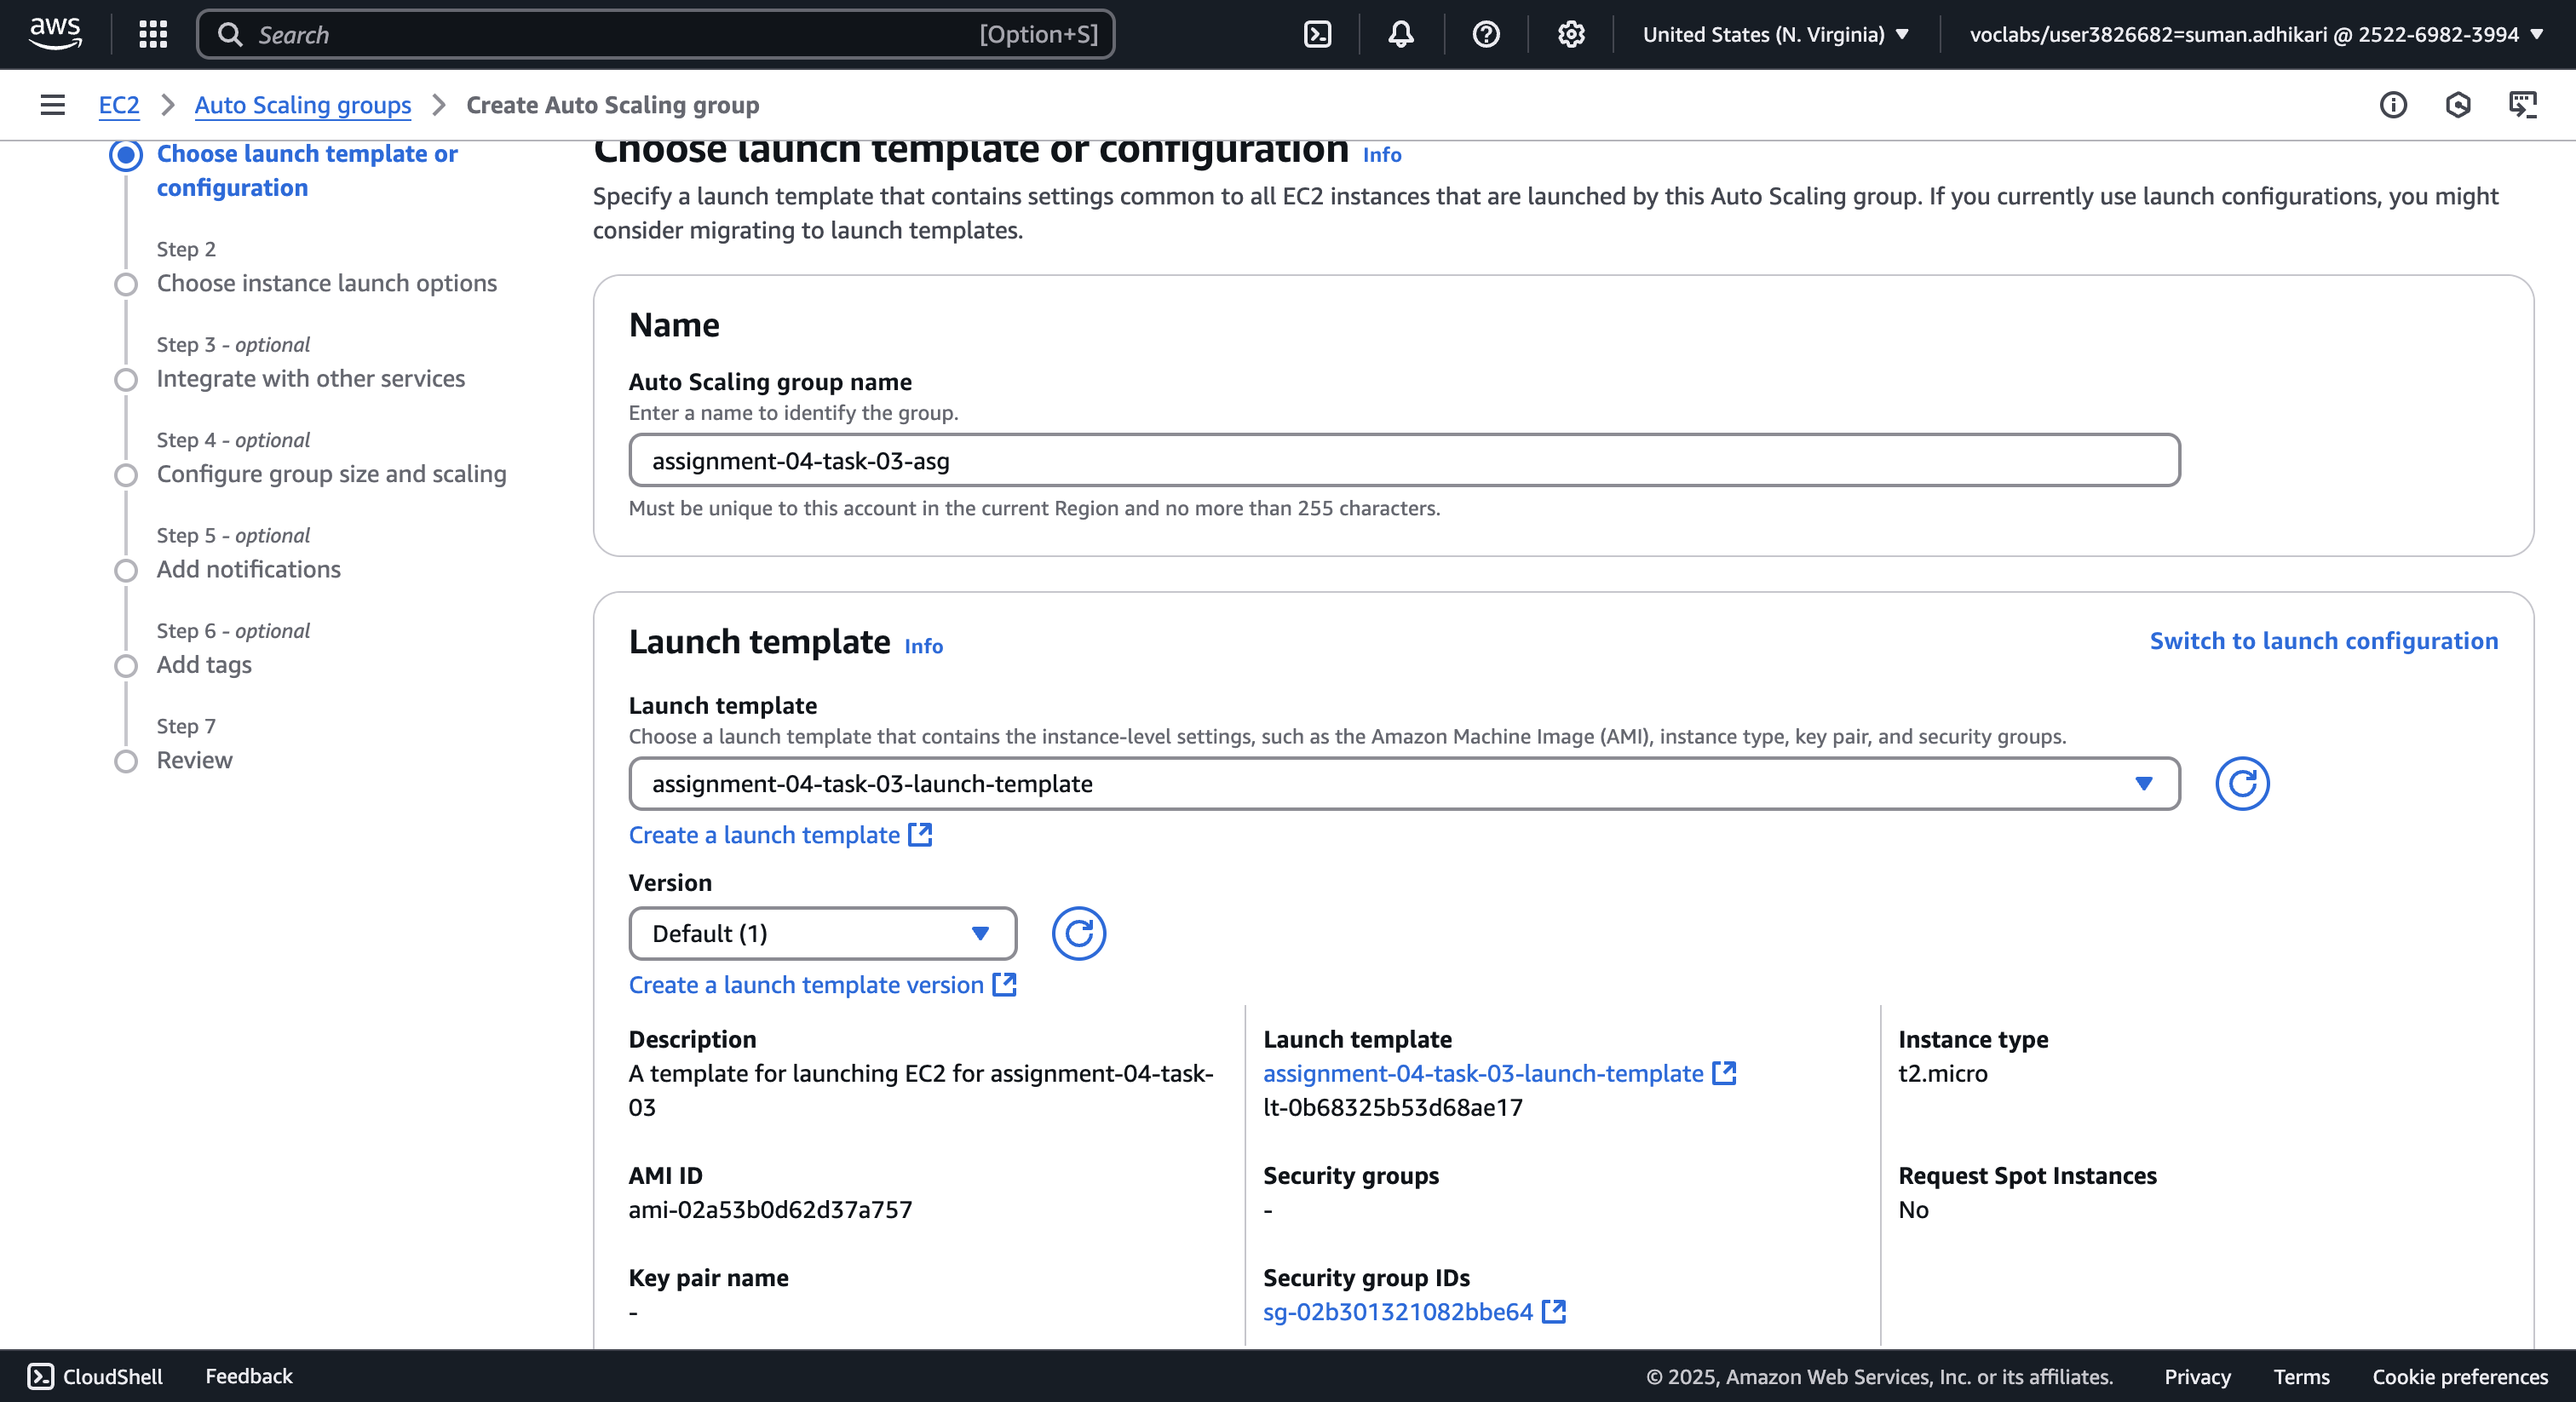 aws
Search [Option+S]
United States (N. Virginia)
voclabs/user3826682=suman.adhikari @ 2522-6982-3994
EC2
Auto Scaling groups
Create Auto Scaling group
Choose launch template or
configuration
Step 2
Choose instance launch options
Step 3 - optional
Integrate with other services
Step 4 - optional
Configure group size and scaling
Step 5 - optional
Add notifications
Step 6 - optional
Add tags
Step 7
Review
Choose launch template or configuration Info
Specify a launch template that contains settings common to all EC2 instances that are launched by this Auto Scaling group. If you currently use launch configurations, you might
consider migrating to launch templates.
Name
Auto Scaling group name
Enter a name to identify the group.
assignment-04-task-03-asg
Must be unique to this account in the current Region and no more than 255 characters.
Launch template Info
Switch to launch configuration
Launch template
Choose a launch template that contains the instance-level settings, such as the Amazon Machine Image (AMI), instance type, key pair, and security groups.
assignment-04-task-03-launch-template
Create a launch template
Version
Default (1)
Create a launch template version
Description
A template for launching EC2 for assignment-04-task-
03
Launch template
assignment-04-task-03-launch-template
lt-0b68325b53d68ae17
Instance type
t2.micro
AMI ID
ami-02a53b0d62d37a757
Security groups
-
Request Spot Instances
No
Key pair name
-
Security group IDs
sg-02b301321082bbe64
CloudShell
Feedback
© 2025, Amazon Web Services, Inc. or its affiliates.
Privacy
Terms
Cookie preferences